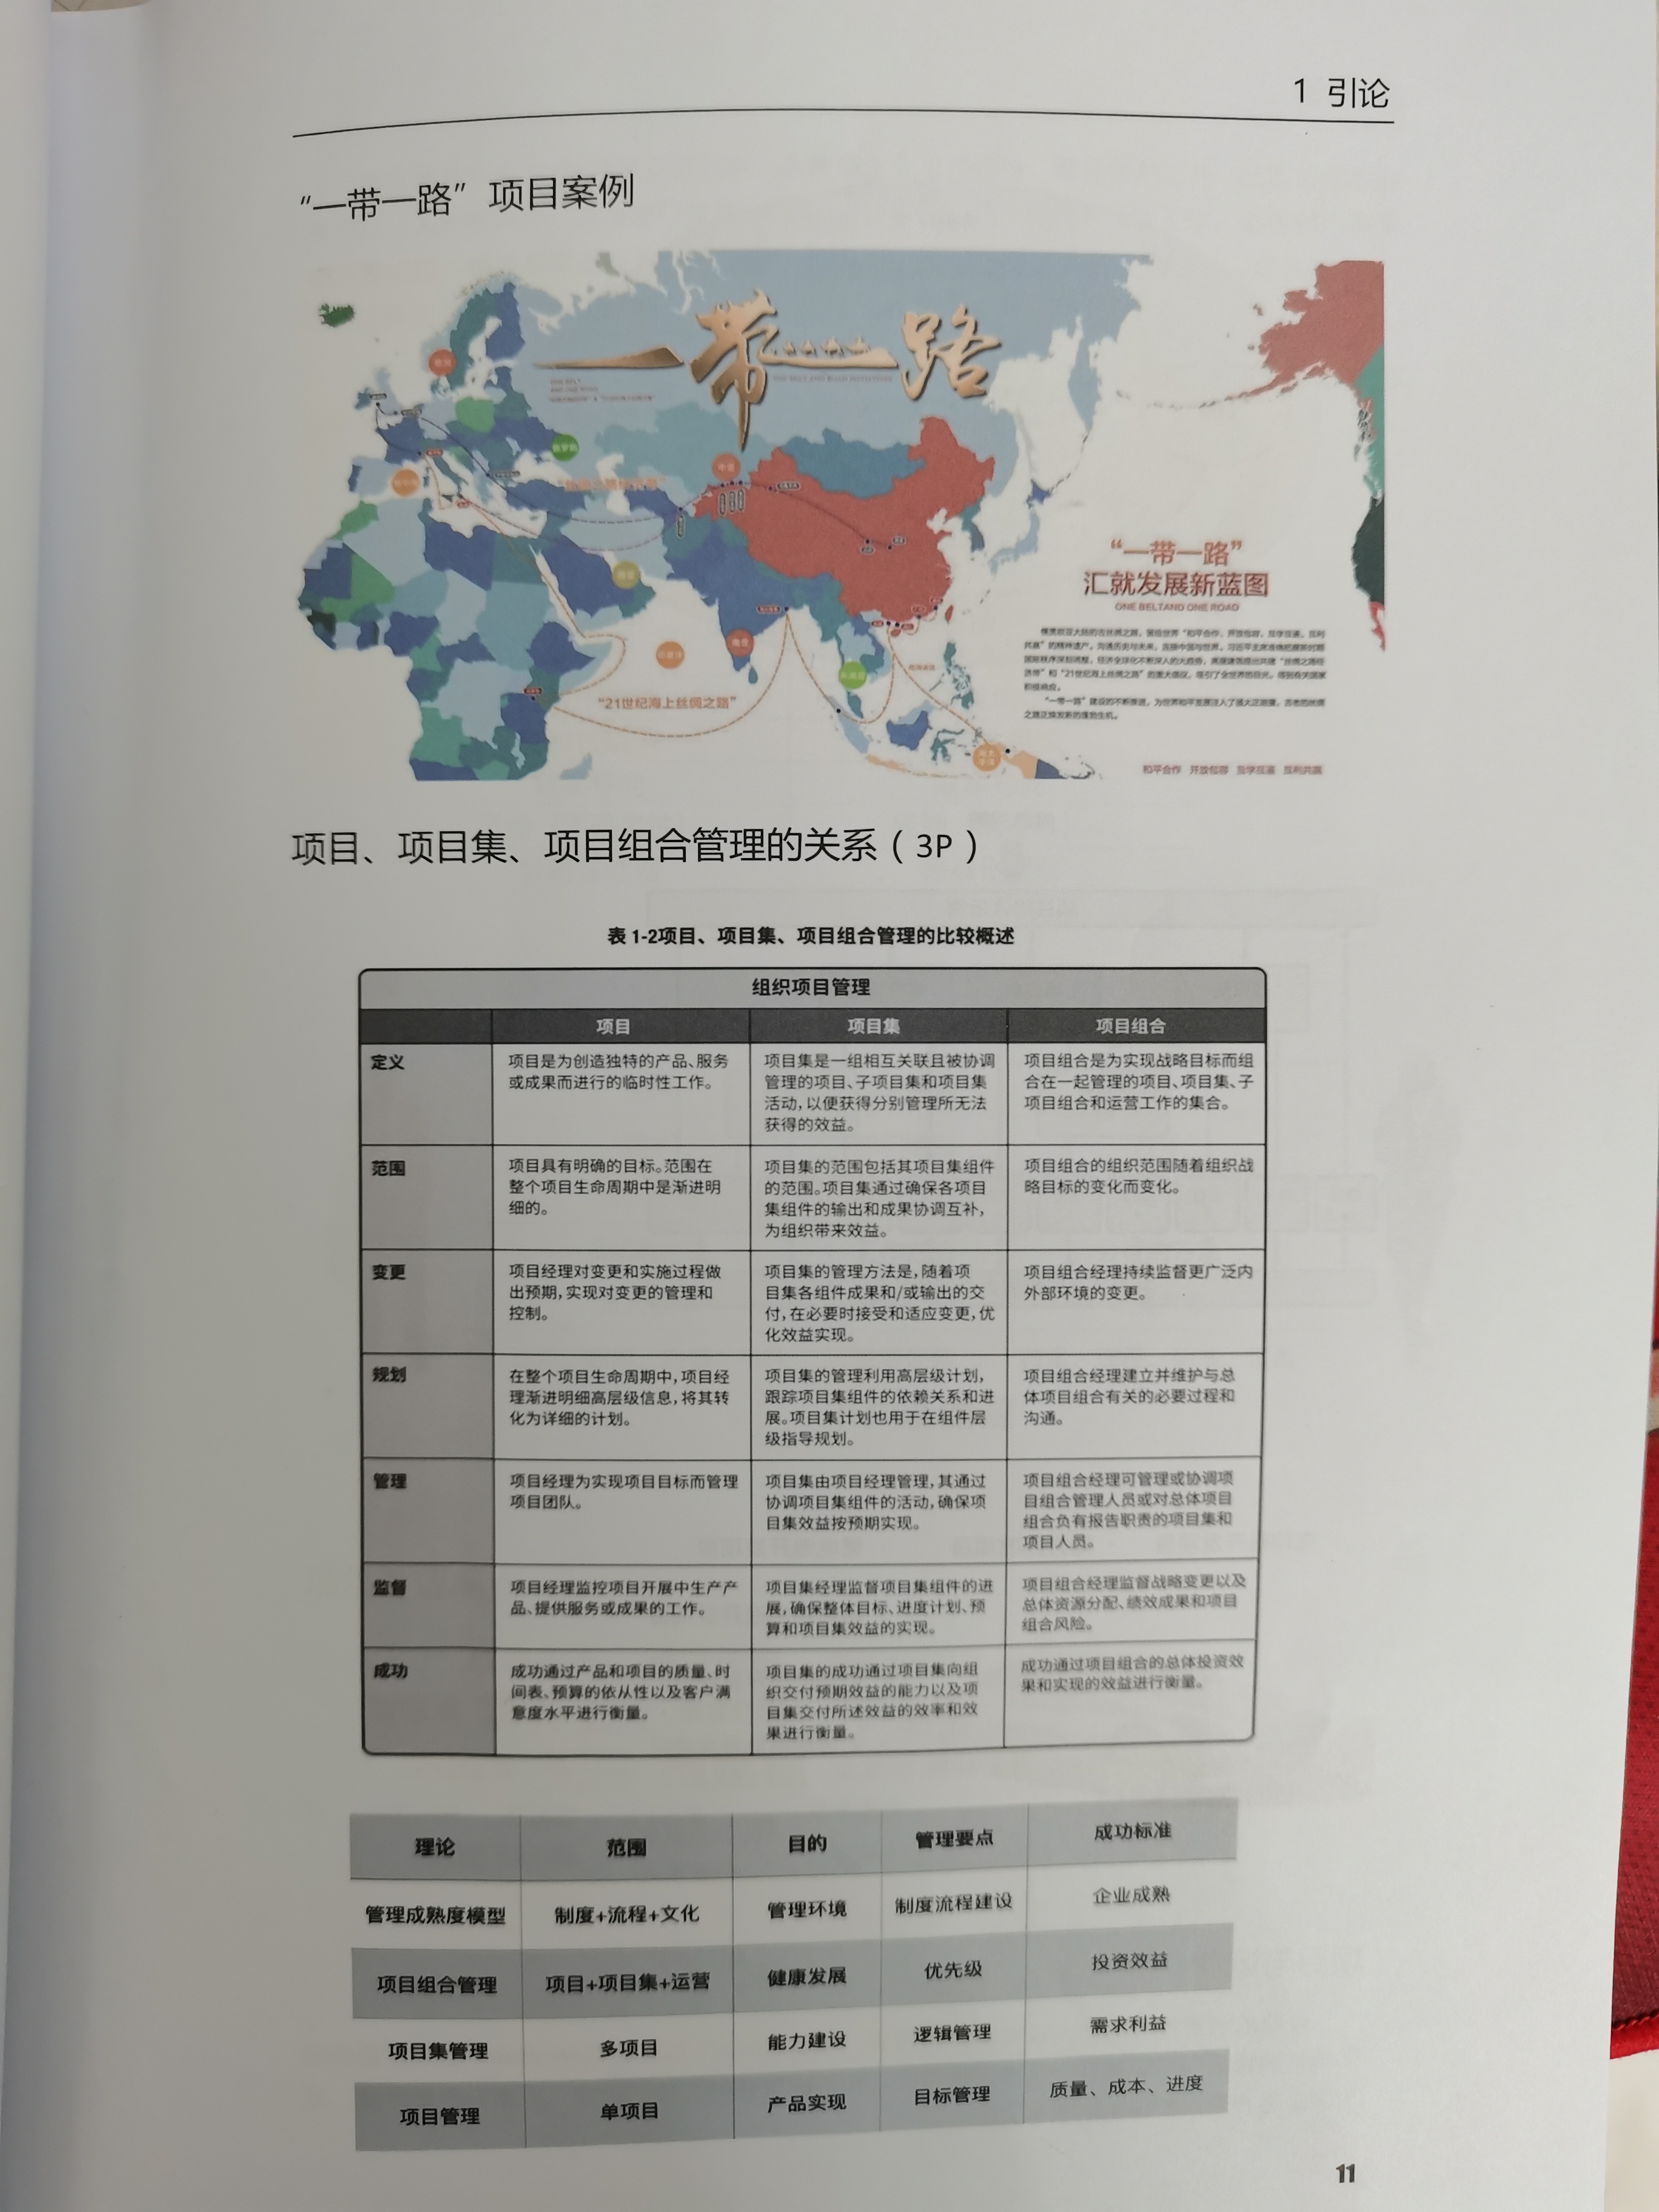 1 引论
“一带一路”项目案例
一带一路
“一带一路”
汇就发展新蓝图
ONE BELTAND ONE ROAD
“21世纪海上丝绸之路”
和平合作 开放包容 互学互鉴 互利共赢
项目、项目集、项目组合管理的关系（3P）
表 1-2项目、项目集、项目组合管理的比较概述
组织项目管理
项目 项目集 项目组合
定义
项目是为创造独特的产品、服务
或成果而进行的临时性工作。
项目集是一组相互关联且被协调
管理的项目、子项目集和项目集
活动，以便获得分别管理所无法
获得的效益。
项目组合是为实现战略目标而组
合在一起管理的项目、项目集、子
项目组合和运营工作的集合。
范围
项目具有明确的目标。范围在
整个项目生命周期中是渐进明
细的。
项目集的范围包括其项目集组件
的范围。项目集通过确保各项目
集组件的输出和成果协调互补，
为组织带来效益。
项目组合的组织范围随着组织战
略目标的变化而变化。
变更
项目经理对变更和实施过程做
出预期，实现对变更的管理和
控制。
项目集的管理方法是，随着项
目集各组件成果和/或输出的交
付，在必要时接受和适应变更，优
化效益实现。
项目组合经理持续监督更广泛内
外部环境的变更。
规划
在整个项目生命周期中，项目经
理渐进明细高层级信息，将其转
化为详细的计划。
项目集的管理利用高层级计划，
跟踪项目集组件的依赖关系和进
展。项目集计划也用于在组件层
级指导规划。
项目组合经理建立并维护与总
体项目组合有关的必要过程和
沟通。
管理
项目经理为实现项目目标而管理
项目团队。
项目集由项目经理管理，其通过
协调项目集组件的活动，确保项
目集效益按预期实现。
项目组合经理可管理或协调项
目组合管理人员或对总体项目
组合负有报告职责的项目集和
项目人员。
监督
项目经理监控项目开展中生产产
品、提供服务或成果的工作。
项目集经理监督项目集组件的进
展，确保整体目标、进度计划、预
算和项目集效益的实现。
项目组合经理监督战略变更以及
总体资源分配、绩效成果和项目
组合风险。
成功
成功通过产品和项目的质量、时
间表、预算的依从性以及客户满
意度水平进行衡量。
项目集的成功通过项目集向组
织交付预期效益的能力以及项
目集交付所述效益的效率和效
果进行衡量。
成功通过项目组合的总体投资效
果和实现的效益进行衡量。
理论 范围 目的 管理要点 成功标准
管理成熟度模型 制度+流程+文化 管理环境 制度流程建设 企业成熟
项目组合管理 项目+项目集+运营 健康发展 优先级 投资效益
项目集管理 多项目 能力建设 逻辑管理 需求利益
项目管理 单项目 产品实现 目标管理 质量、成本、进度
11